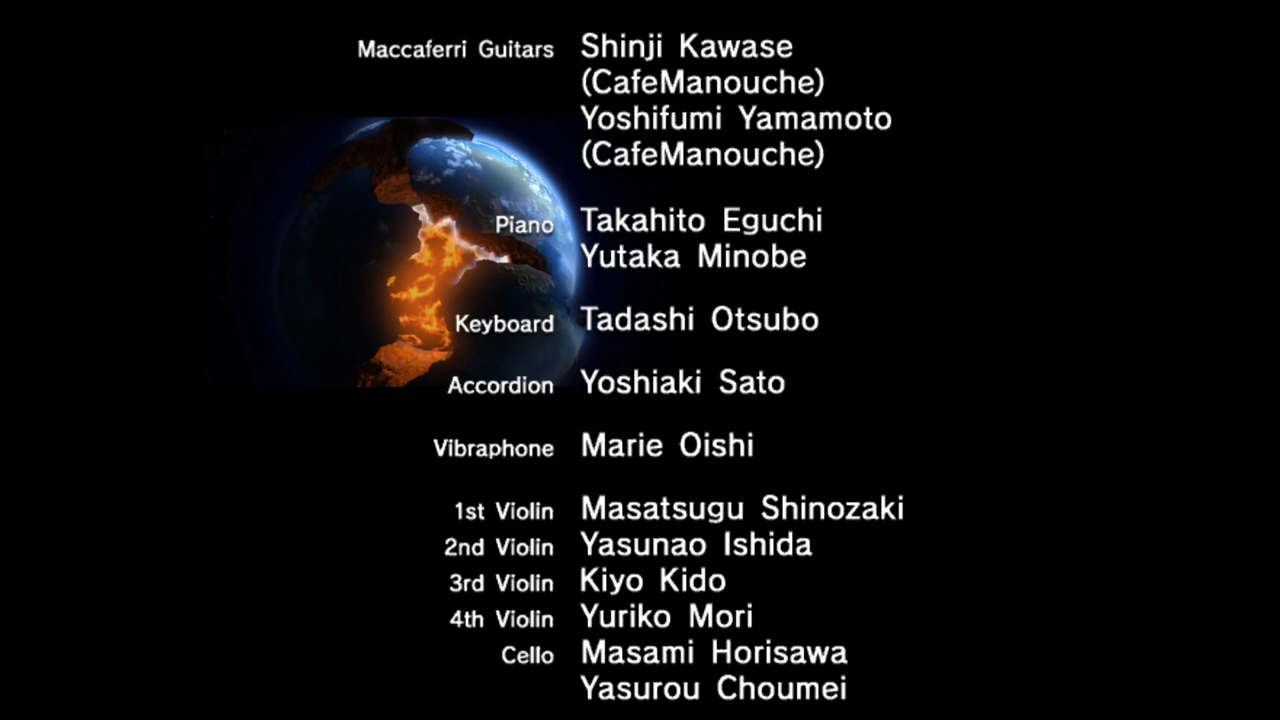 Maccaferri Guitars Shinji Kawase
(CafeManouche)
Yoshifumi Yamamoto
(CafeManouche)
Piano Takahito Eguchi
Yutaka Minobe
Keyboard Tadashi Otsubo
Accordion Yoshiaki Sato
Vibraphone Marie Oishi
1st Violin Masatsugu Shinozaki
2nd Violin Yasunao Ishida
3rd Violin Kiyo Kido
4th Violin Yuriko Mori
Cello Masami Horisawa
Yasurou Choumei